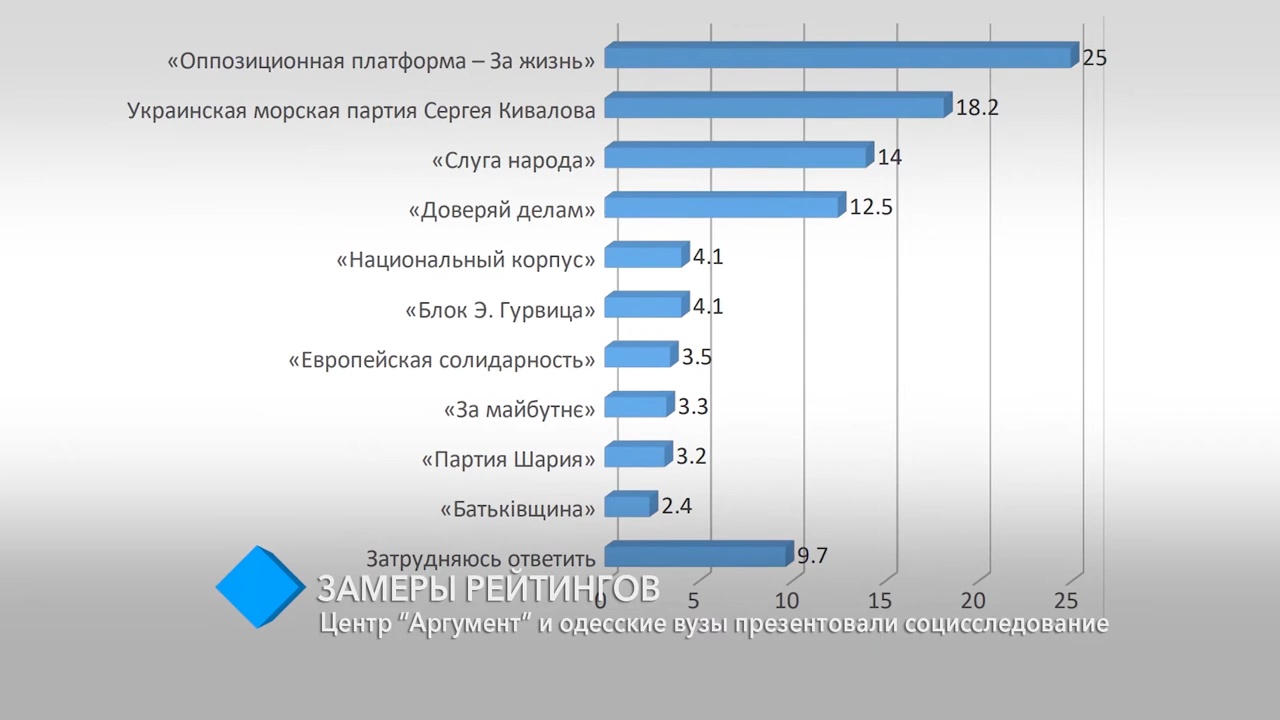 «Оппозиционная платформа – За жизнь» 25
Украинская морская партия Сергея Кивалова 18.2
«Слуга народа» 14
«Доверяй делам» 12.5
«Национальный корпус» 4.1
«Блок Э. Гурвица» 4.1
«Европейская солидарность» 3.5
«За майбутнє» 3.3
«Партия Шария» 3.2
«Батьківщина» 2.4
Затрудняюсь ответить 9.7
0 5 10 15 20 25
ЗАМЕРЫ РЕЙТИНГОВ
Центр "Аргумент" и одесские вузы презентовали социсследование